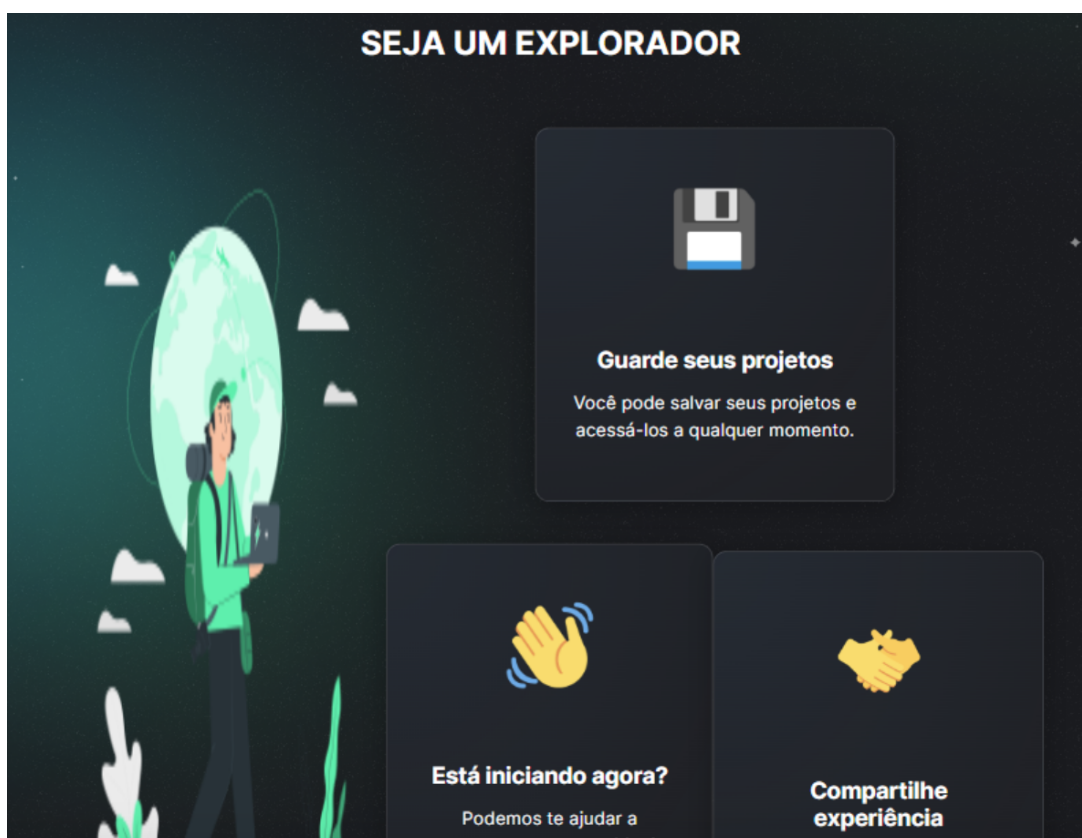 SEJA UM EXPLORADOR
Guarde seus projetos
Você pode salvar seus projetos e
acessá-los a qualquer momento.
Está iniciando agora?
Podemos te ajudar a
Compartilhe
experiência